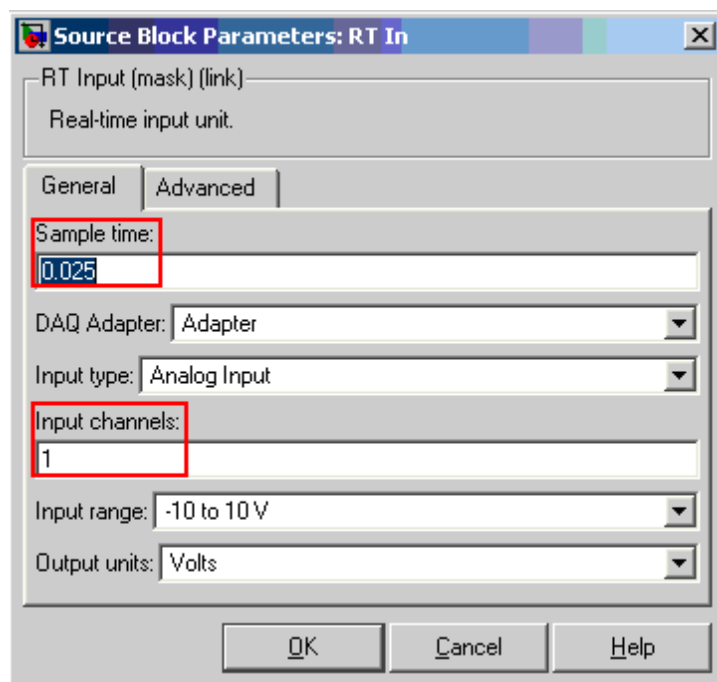 Source Block Parameters: RT In
RT Input (mask) (link)
Real-time input unit.
General Advanced
Sample time:
0.025
DAQ Adapter: Adapter
Input type: Analog Input
Input channels:
1
Input range: -10 to 10 V
Output units: Volts
OK Cancel Help